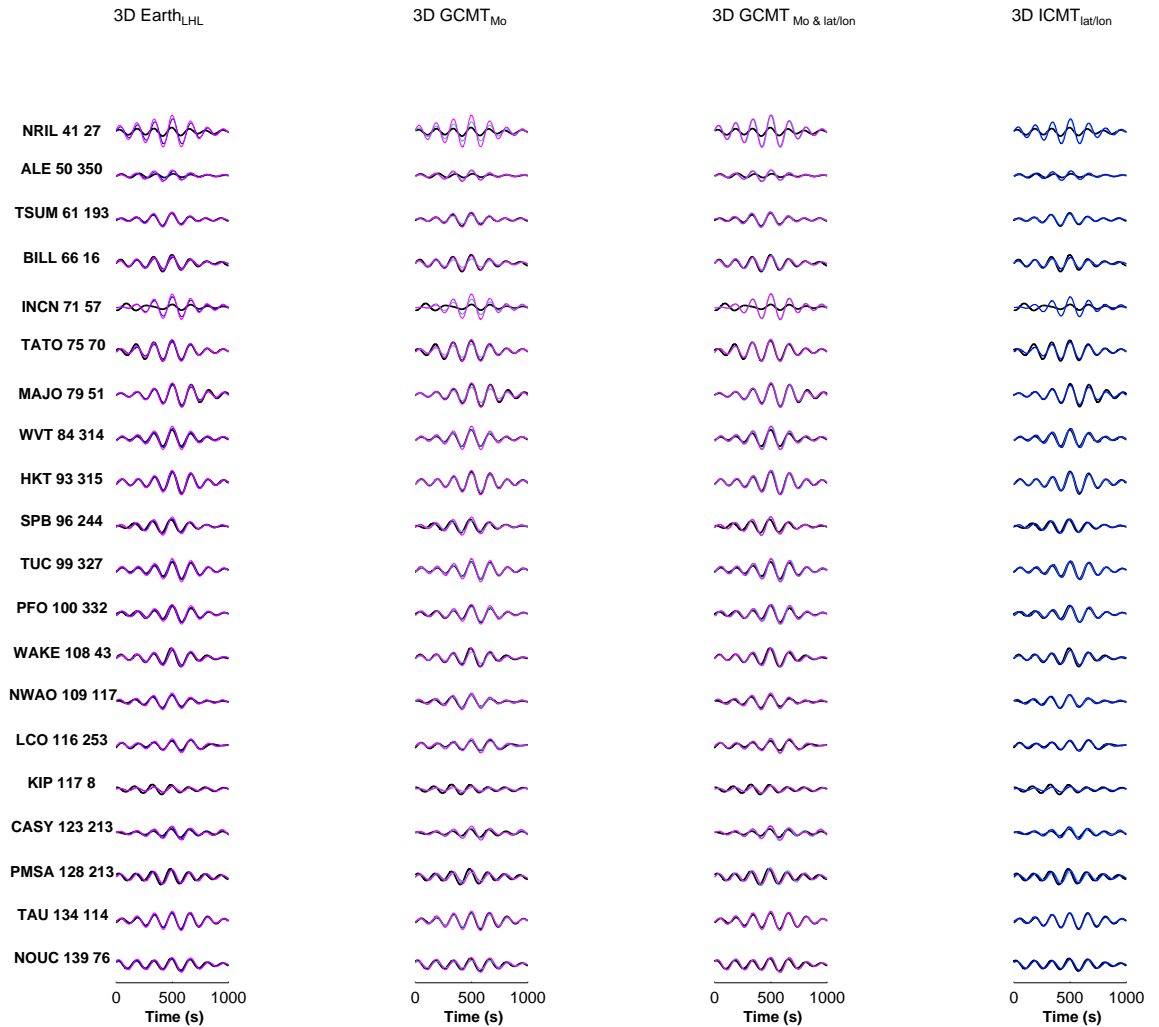 3D Earth LHL 3D GCMT Mo 3D GCMT Mo & lat/lon 3D ICMT lat/lon
NRIL 41 27
ALE 50 350
TSUM 61 193
BILL 66 16
INCN 71 57
TATO 75 70
MAJO 79 51
WVT 84 314
HKT 93 315
SPB 96 244
TUC 99 327
PFO 100 332
WAKE 108 43
NWAO 109 117
LCO 116 253
KIP 117 8
CASY 123 213
PMSA 128 213
TAU 134 114
NOUC 139 76
0 500 1000 0 500 1000 0 500 1000 0 500 1000
Time (s) Time (s) Time (s) Time (s)